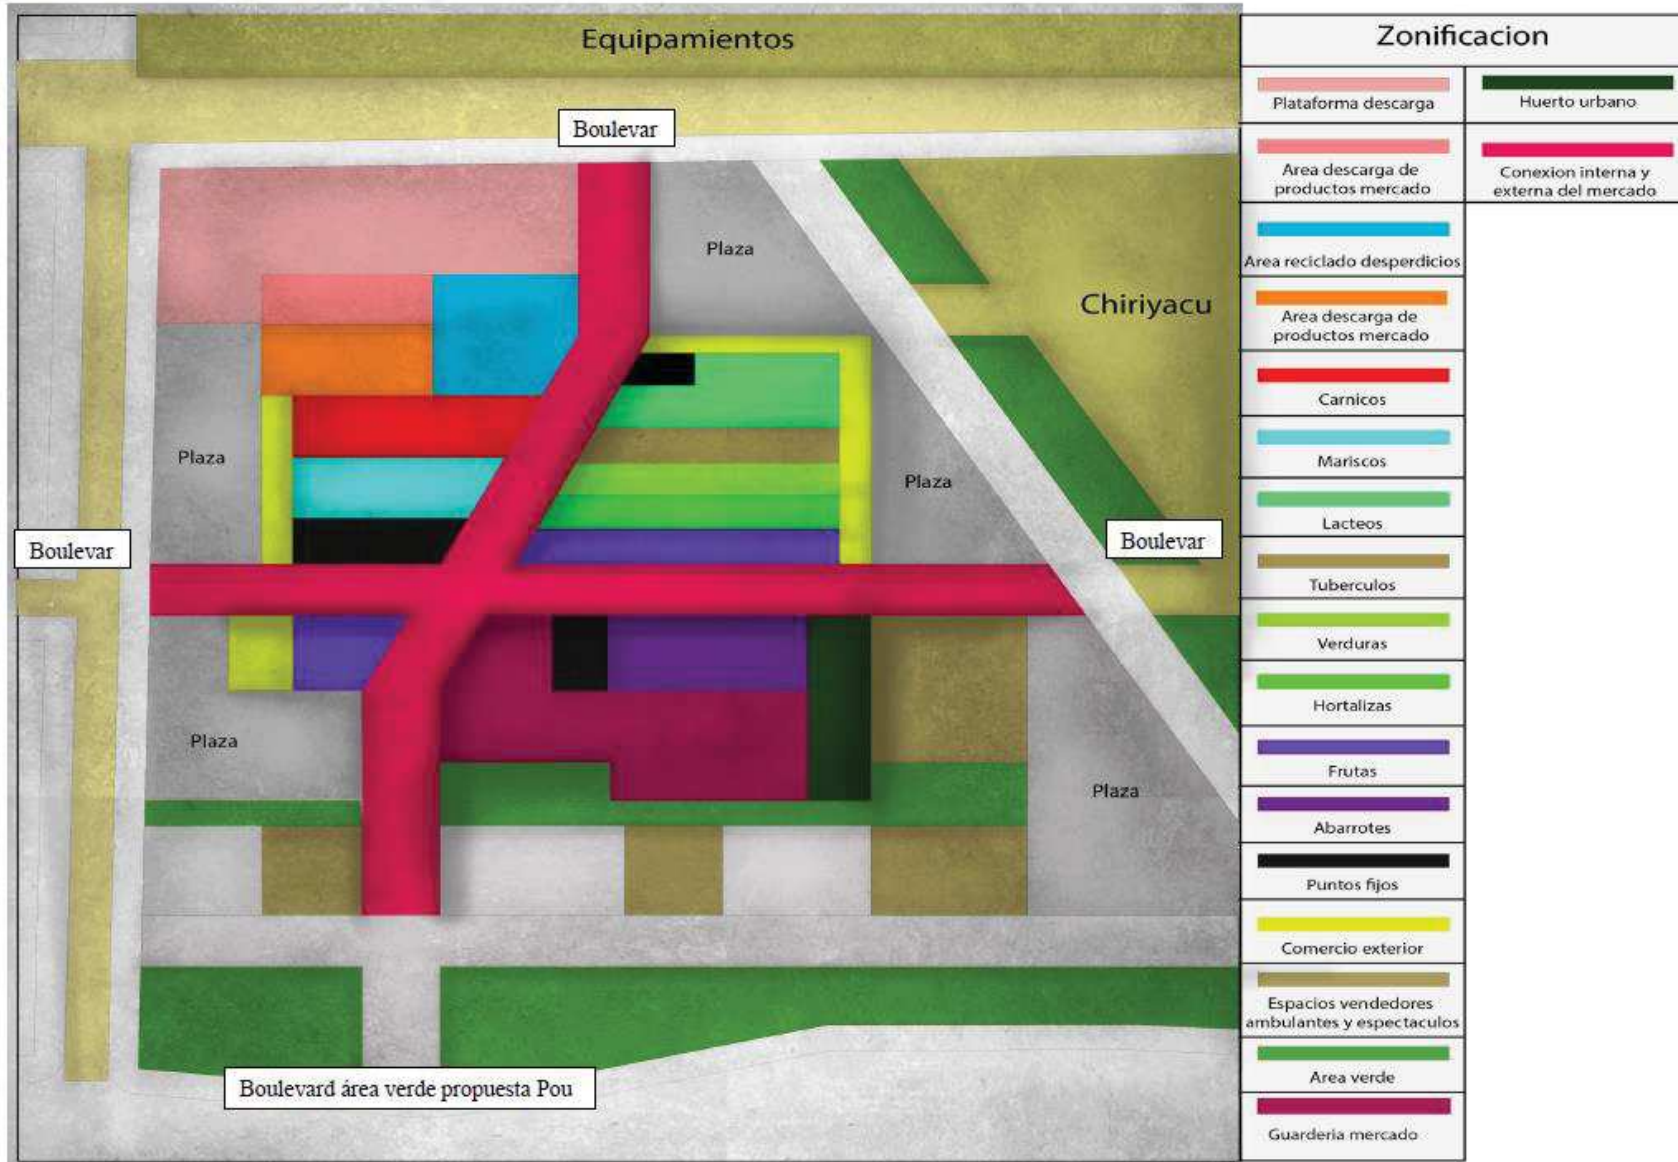 Equipamientos
Boulevar
Plaza
Chiriyacu
Plaza
Plaza
Boulevar
Boulevar
Plaza
Plaza
Boulevard área verde propuesta Pou
Zonificacion
Plataforma descarga
Huerto urbano
Area descarga de
productos mercado
Conexion interna y
externa del mercado
Area reciclado desperdicios
Area descarga de
productos mercado
Carnicos
Mariscos
Lacteos
Tuberculos
Verduras
Hortalizas
Frutas
Abarrotes
Puntos fijos
Comercio exterior
Espacios vendedores
ambulantes y espectaculos
Area verde
Guarderia mercado